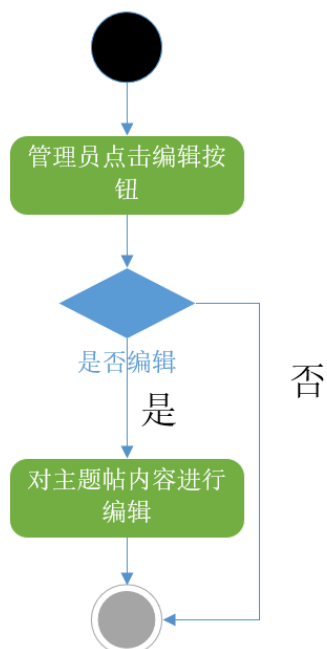 管理员点击编辑按
钮
是否编辑
否
是
对主题帖内容进行
编辑